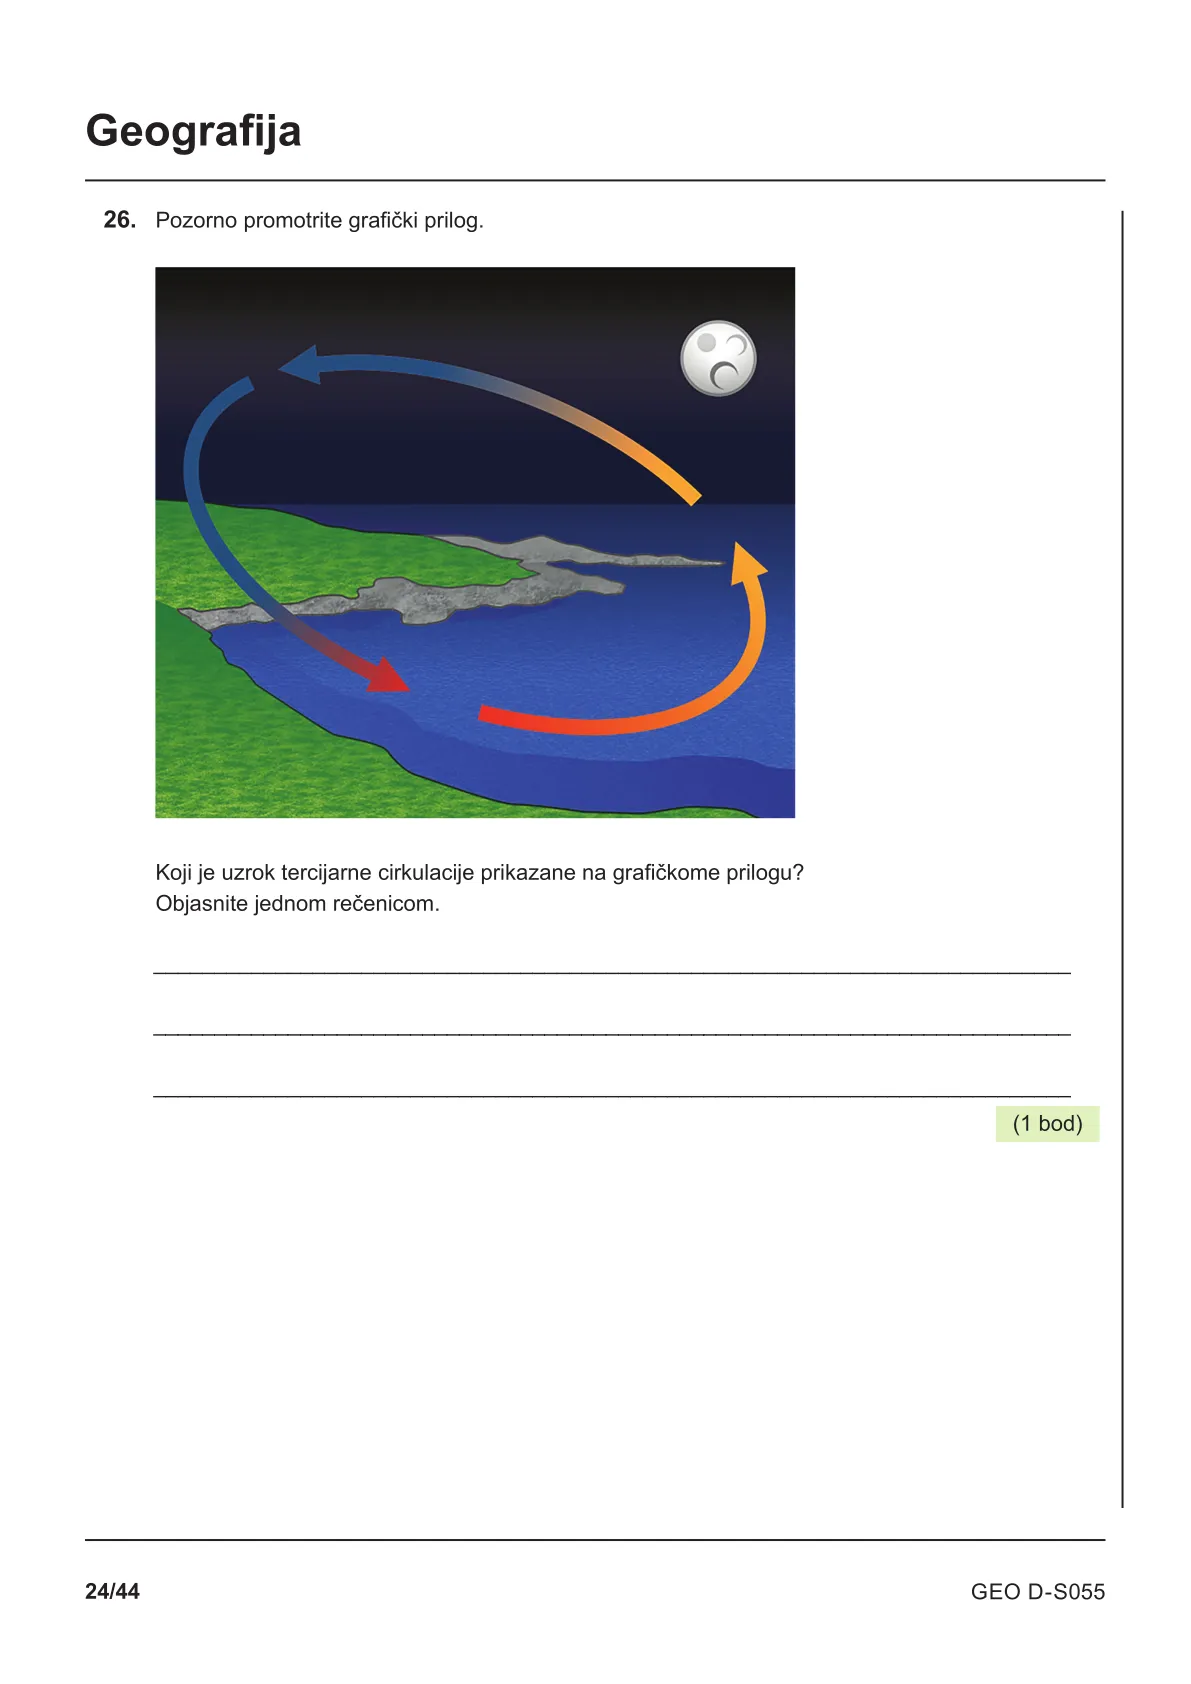 Geografija
26. Pozorno promotrite grafički prilog.
Koji je uzrok tercijarne cirkulacije prikazane na grafičkome prilogu?
Objasnite jednom rečenicom.
(1 bod)
24/44
GEO D-S055